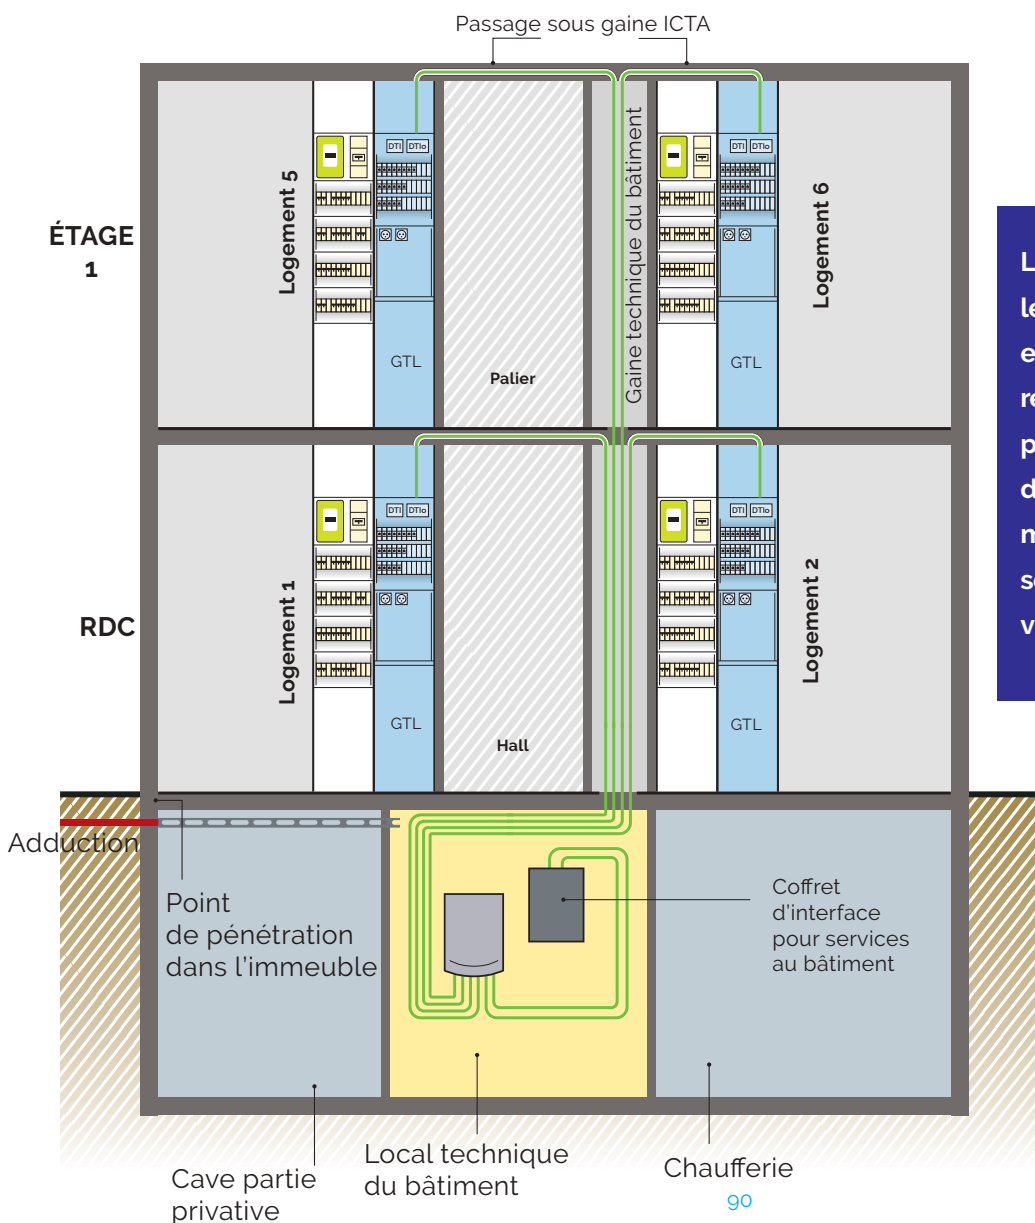 Passage sous gaine ICTA
ÉTAGE
1
Logement 5
DTI DTIo
GTL
Palier
Gaine technique du bâtiment
DTI DTIo
GTL
Logement 6
RDC
Logement 1
DTI DTIo
GTL
Hall
DTI DTIo
GTL
Logement 2
Adduction
Point
de pénétration
dans l'immeuble
Coffret
d'interface
pour services
au bâtiment
Cave partie
privative
Local technique
du bâtiment
Chaufferie
90